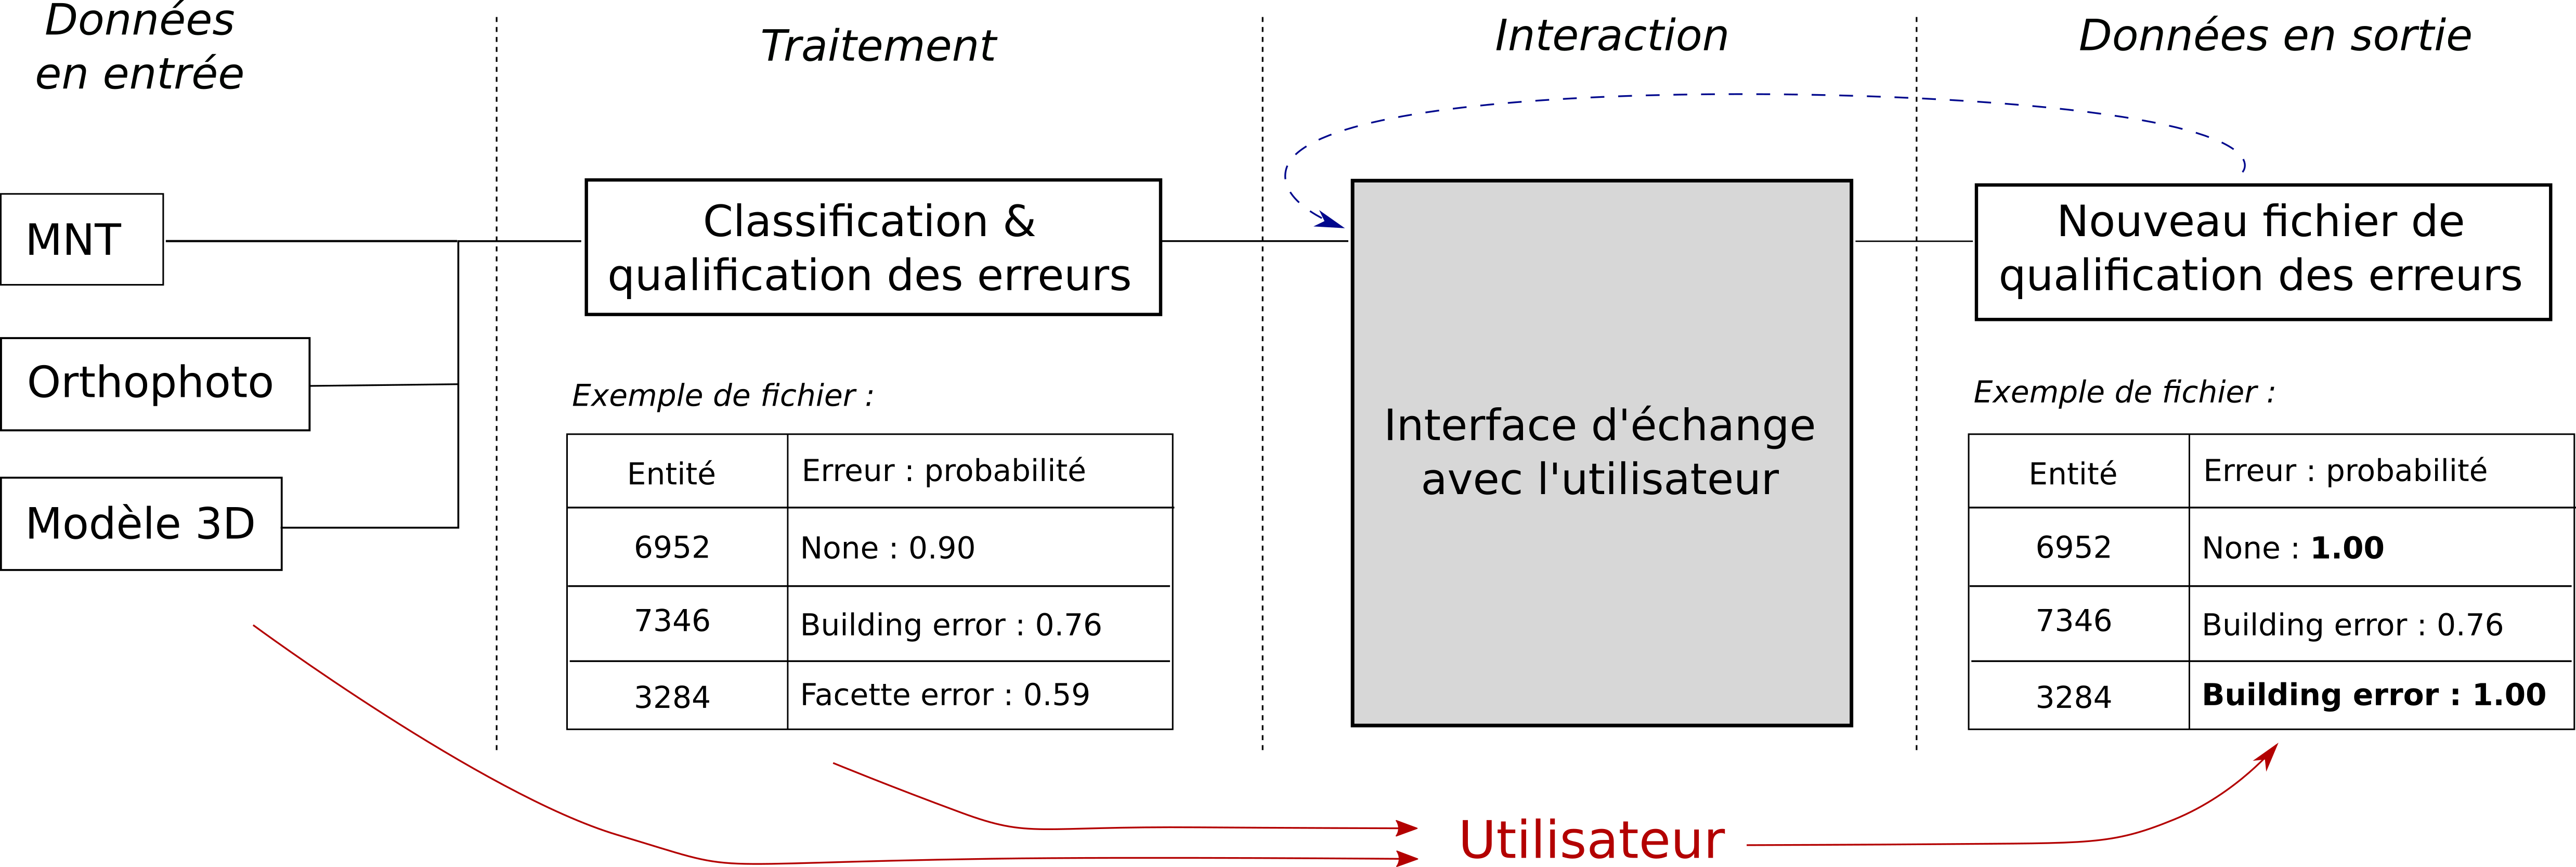 Données
en entrée
Traitement
Interaction
Données en sortie
MNT
Orthophoto
Modèle 3D
Classification &
qualification des erreurs
Exemple de fichier :
Entité
Erreur : probabilité
6952
None : 0.90
7346
Building error : 0.76
3284
Facette error : 0.59
Interface d'échange
avec l'utilisateur
Nouveau fichier de
qualification des erreurs
Exemple de fichier :
Entité
Erreur : probabilité
6952
None : 1.00
7346
Building error : 0.76
3284
Building error : 1.00
Utilisateur